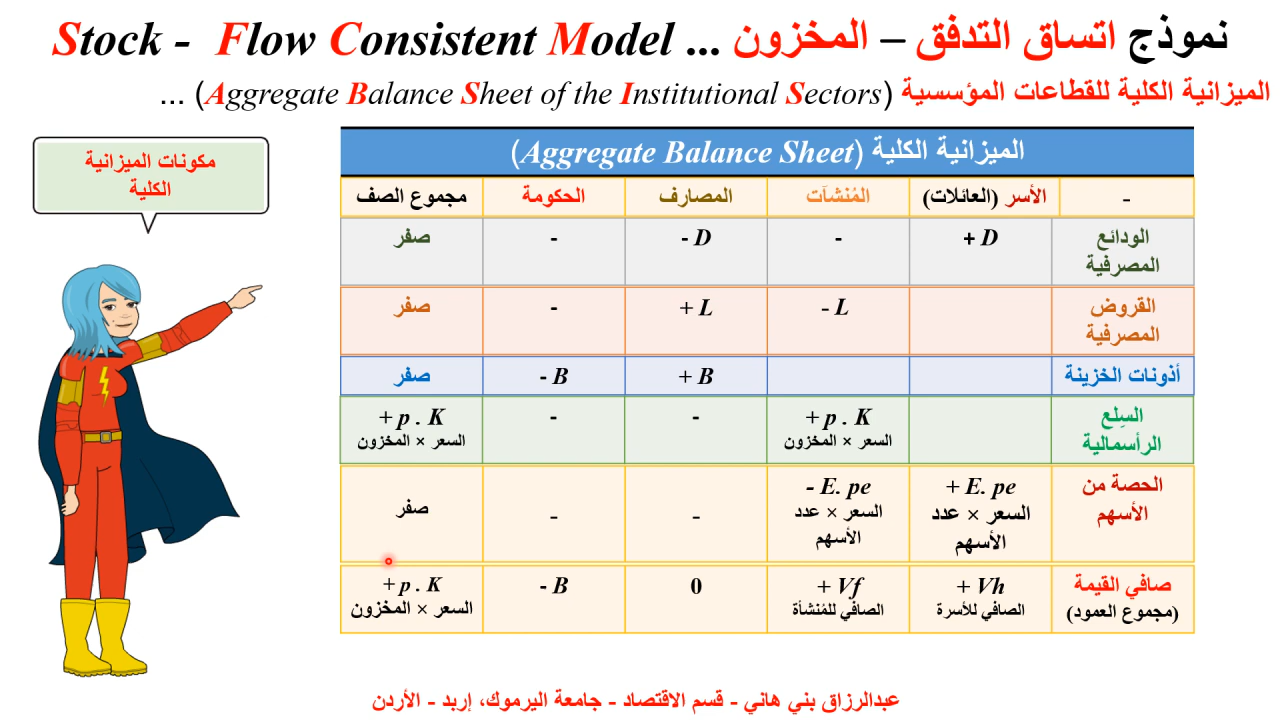 نموذج اتساق التدفق – المخزون ... Stock - Flow Consistent Model
الميزانية الكلية للقطاعات المؤسسية (Aggregate Balance Sheet of the Institutional Sectors) ...
مكونات الميزانية
الكلية
الميزانية الكلية (Aggregate Balance Sheet)
- الأسر (العائلات) المُنشآت المصارف الحكومة مجموع الصف
الودائع المصرفية + D - - D - صفر
القروض المصرفية - L + L - صفر
أذونات الخزينة + B - B صفر
السِلع الرأسمالية + p . K السعر × المخزون - - + p . K السعر × المخزون
الحصة من الأسهم + E. pe السعر × عدد الأسهم - E. pe السعر × عدد الأسهم - - صفر
صافي القيمة (مجموع العمود) + Vh الصافي للأسرة + Vf الصافي للمُنشأة 0 - B + p . K السعر × المخزون
عبدالرزاق بني هاني - قسم الاقتصاد - جامعة اليرموك، إربد - الأردن